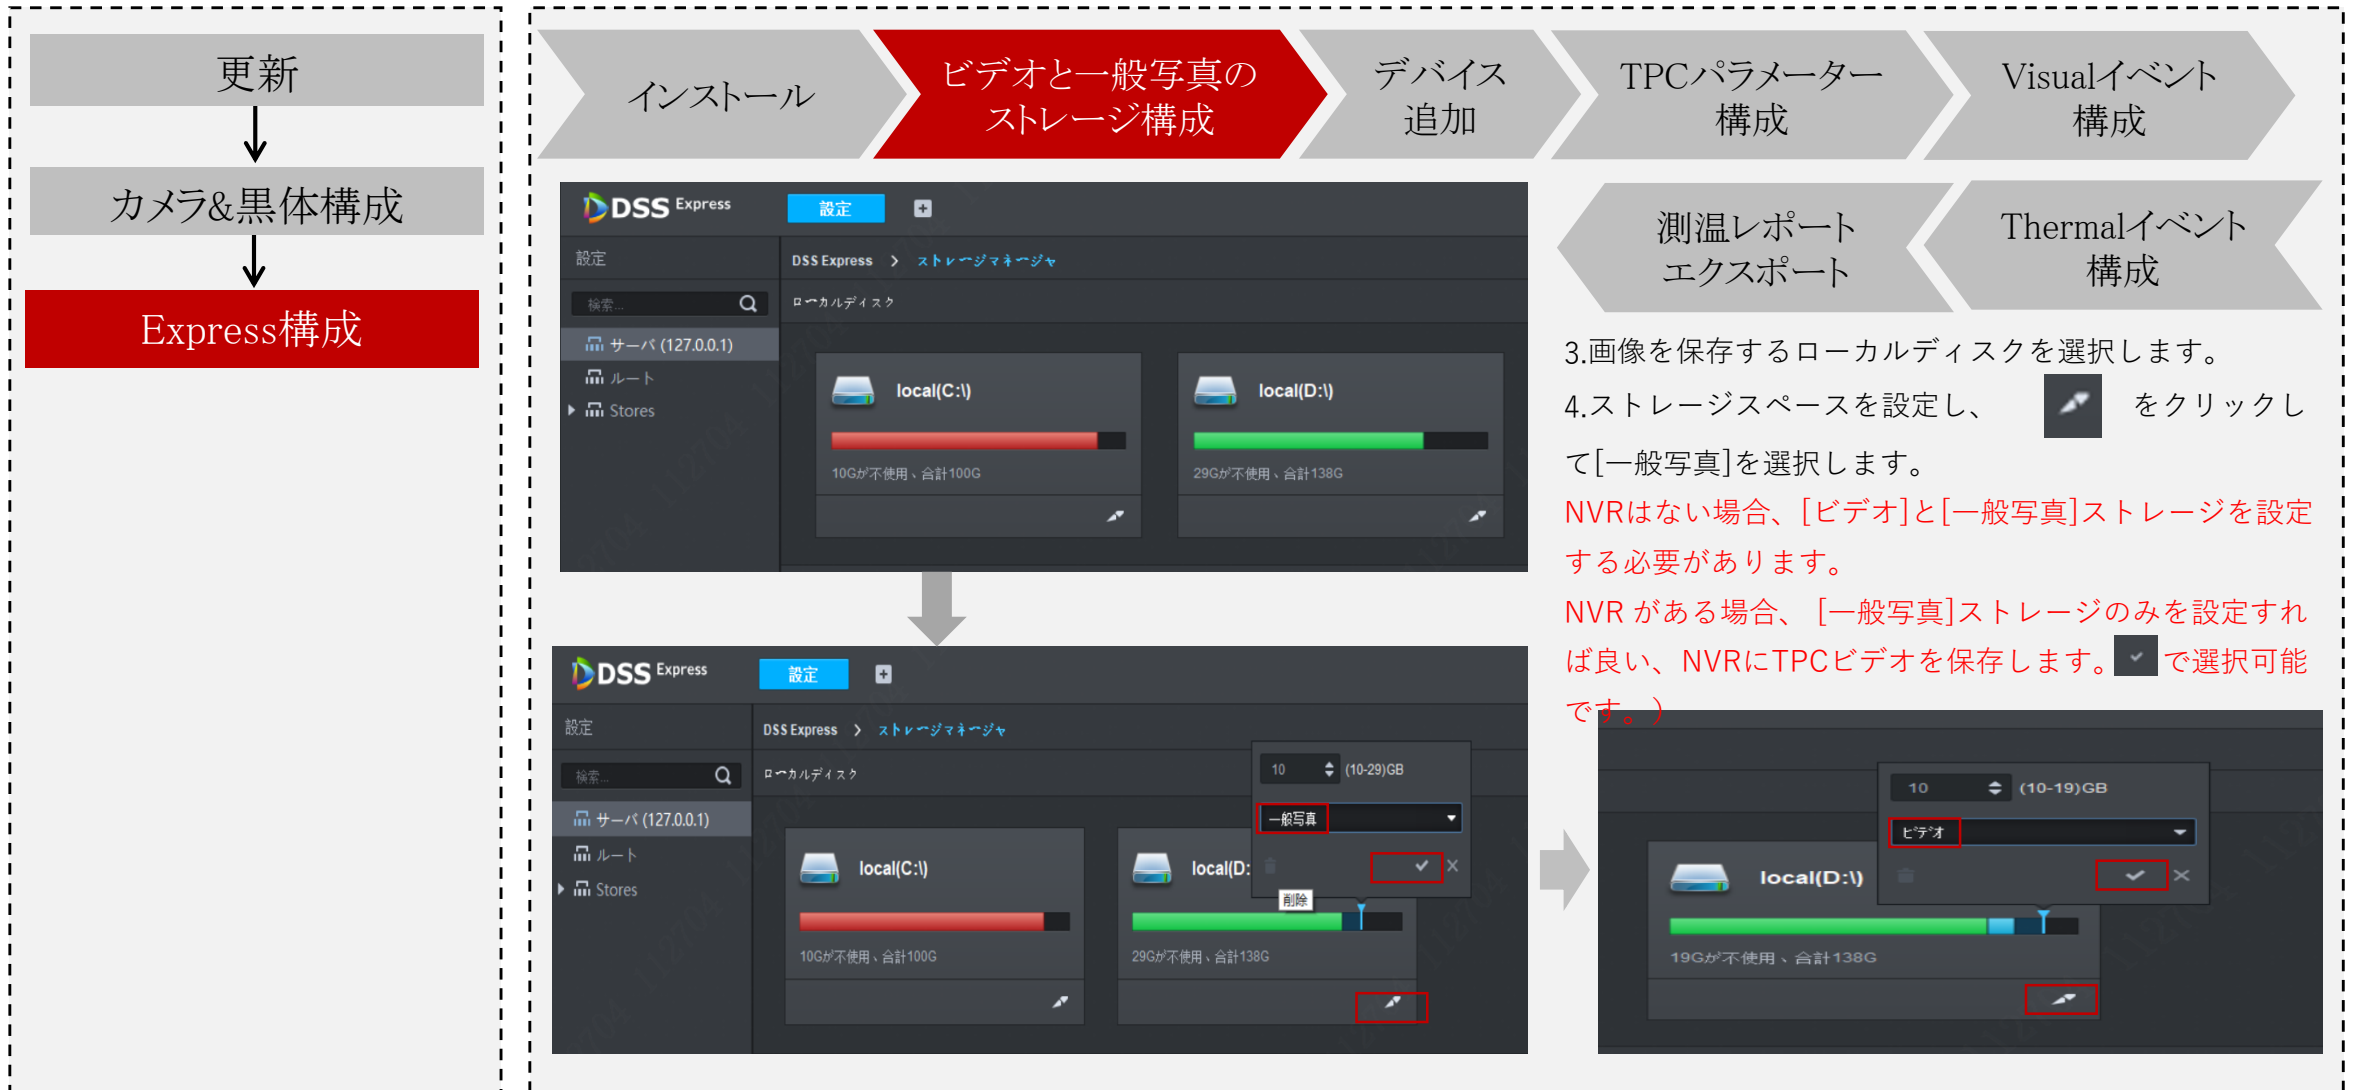 更新
カメラ&黒体構成
Express構成
インストール
ビデオと一般写真の
ストレージ構成
デバイス
追加
TPCパラメーター
構成
Visualイベント
構成
測温レポート
エクスポート
Thermalイベント
構成
DSS Express
設定
設定
DSS Express > ストレージマネージャ
検索...
ローカルディスク
サーバ (127.0.0.1)
ルート
Stores
local(C:\)
10Gが不使用、合計100G
local(D:\)
29Gが不使用、合計138G
3.画像を保存するローカルディスクを選択します。
4.ストレージスペースを設定し、 をクリックし
て[一般写真]を選択します。
NVRはない場合、[ビデオ]と[一般写真]ストレージを設定
する必要があります。
NVR がある場合、 [一般写真]ストレージのみを設定すれ
ば良い、NVRにTPCビデオを保存します。 で選択可能
です。）
DSS Express
設定
設定
DSS Express > ストレージマネージャ
検索...
ローカルディスク
サーバ (127.0.0.1)
ルート
Stores
local(C:\)
10Gが不使用、合計100G
10 (10-29)GB
一般写真
local(D:
削除
29Gが不使用、合計138G
10 (10-19)GB
ビデオ
local(D:\)
19Gが不使用、合計138G